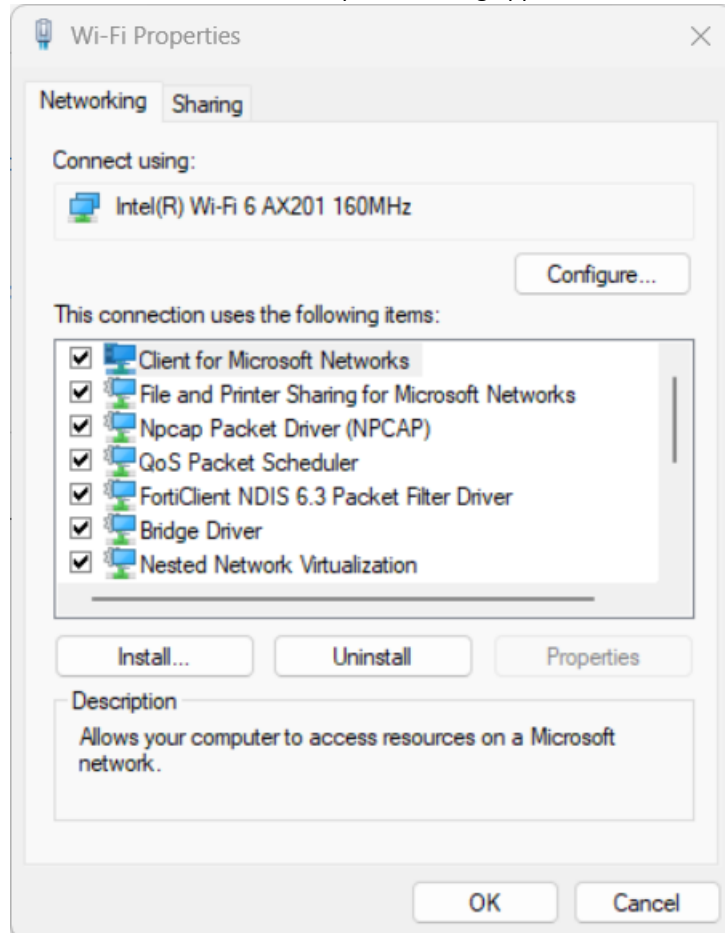 Wi-Fi Properties
Networking Sharing
Connect using:
Intel(R) Wi-Fi 6 AX201 160MHz
Configure...
This connection uses the following items:
Client for Microsoft Networks
File and Printer Sharing for Microsoft Networks
Npcap Packet Driver (NPCAP)
QoS Packet Scheduler
FortiClient NDIS 6.3 Packet Filter Driver
Bridge Driver
Nested Network Virtualization
Install... Uninstall Properties
Description
Allows your computer to access resources on a Microsoft
network.
OK Cancel